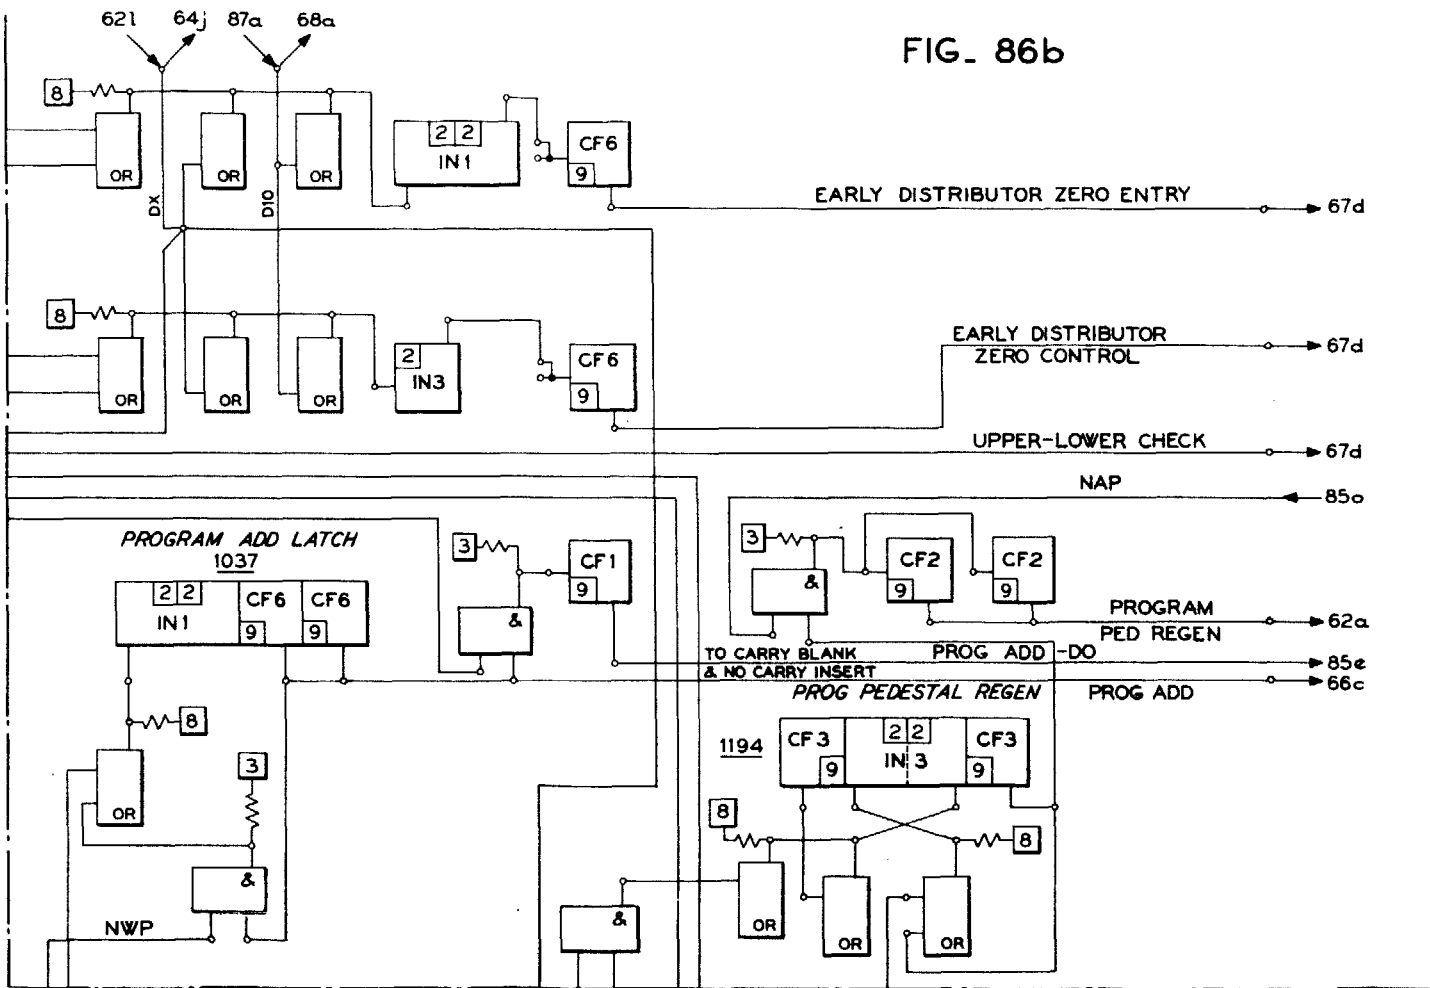 62l 64j 87a 68a
FIG_ 86b
8
OR OR OR
2 2
IN 1
CF6
9
DX D10
EARLY DISTRIBUTOR ZERO ENTRY 67d
8
OR OR OR
2
IN3
CF6
9
EARLY DISTRIBUTOR
ZERO CONTROL
67d
UPPER-LOWER CHECK 67d
NAP 85o
PROGRAM ADD LATCH
1037
2 2
IN 1
CF6 CF6
9 9
3
&
CF1
9
3
&
CF2 CF2
9 9
PROGRAM
PED REGEN
62a
TO CARRY BLANK
& NO CARRY INSERT
PROG ADD -DO 85e
PROG ADD 66c
PROG PEDESTAL REGEN
1194
CF3
9
2 2
IN 3
CF3
9
8
OR
3
&
NWP
8
8
&
OR OR OR